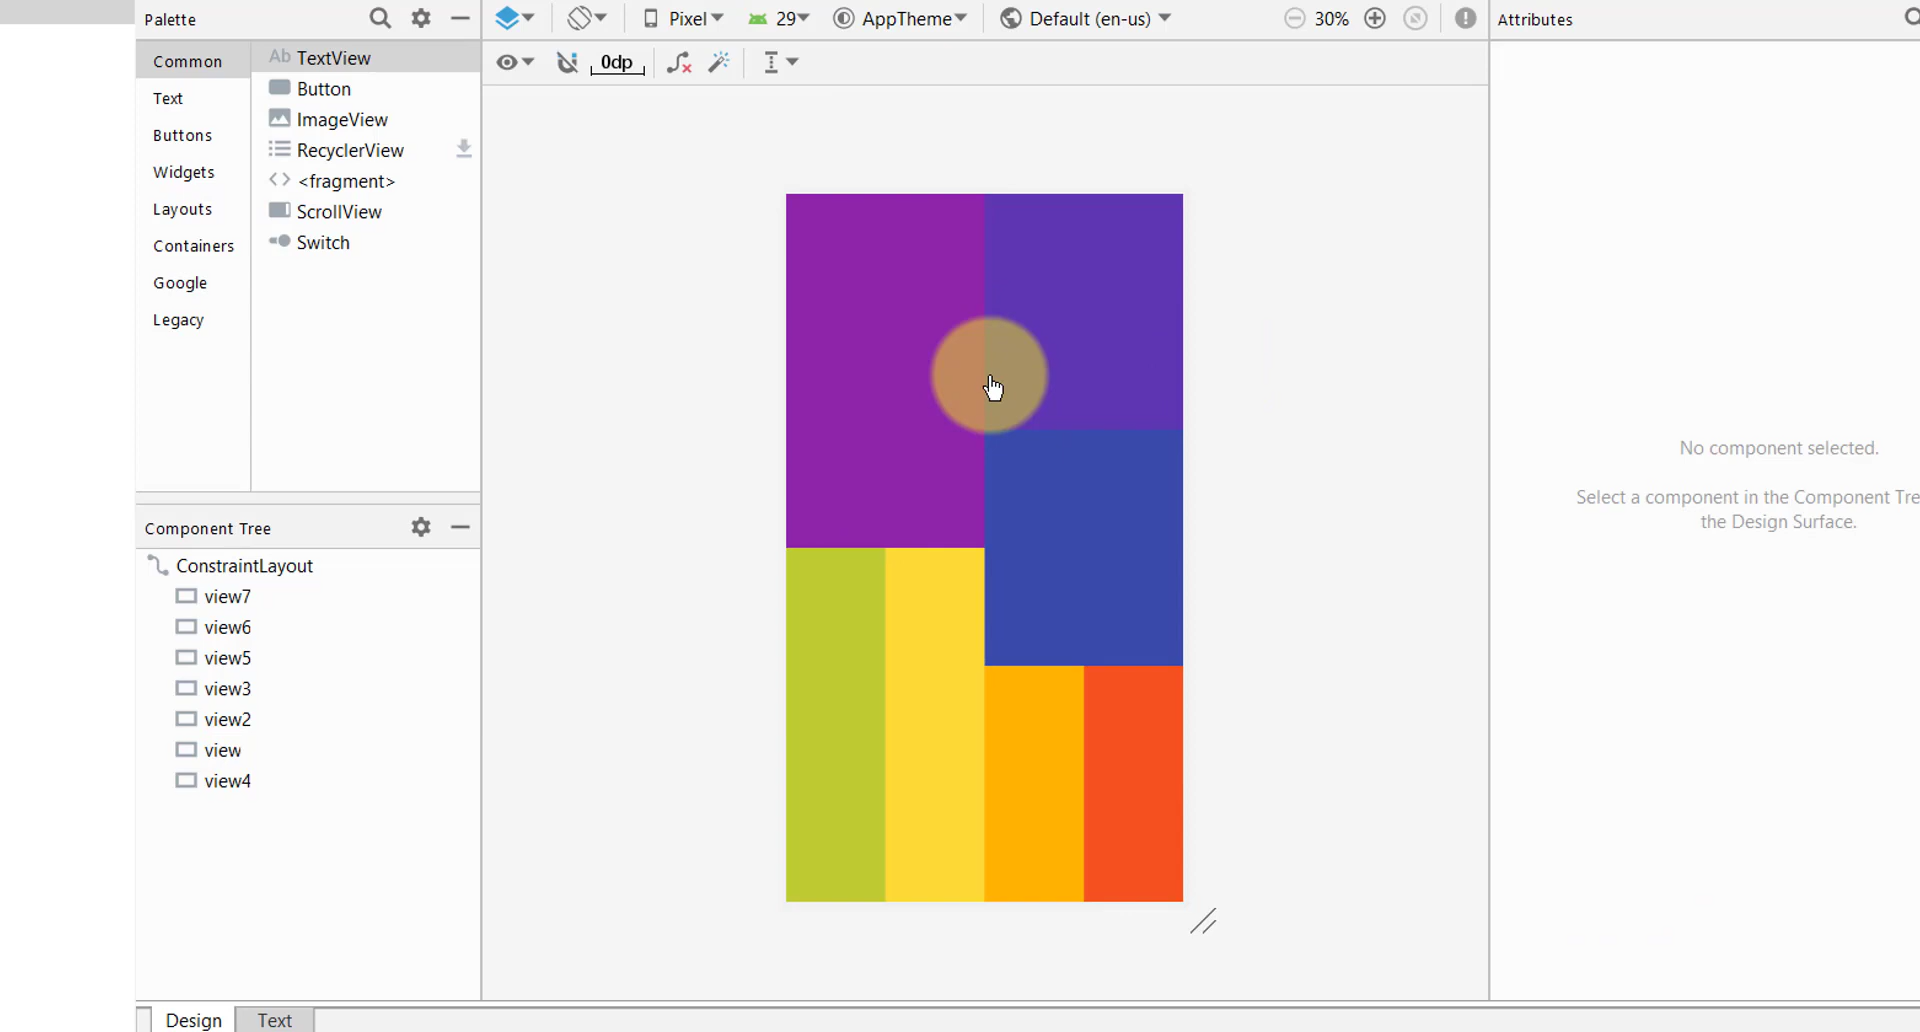 Palette
Pixel
29
AppTheme
Default (en-us)
30%
Attributes
0dp
Common
Text
Buttons
Widgets
Layouts
Containers
Google
Legacy
Ab TextView
Button
ImageView
RecyclerView
<fragment>
ScrollView
Switch
No component selected.
Select a component in the Component Tre
the Design Surface.
Component Tree
ConstraintLayout
view7
view6
view5
view3
view2
view
view4
Design
Text